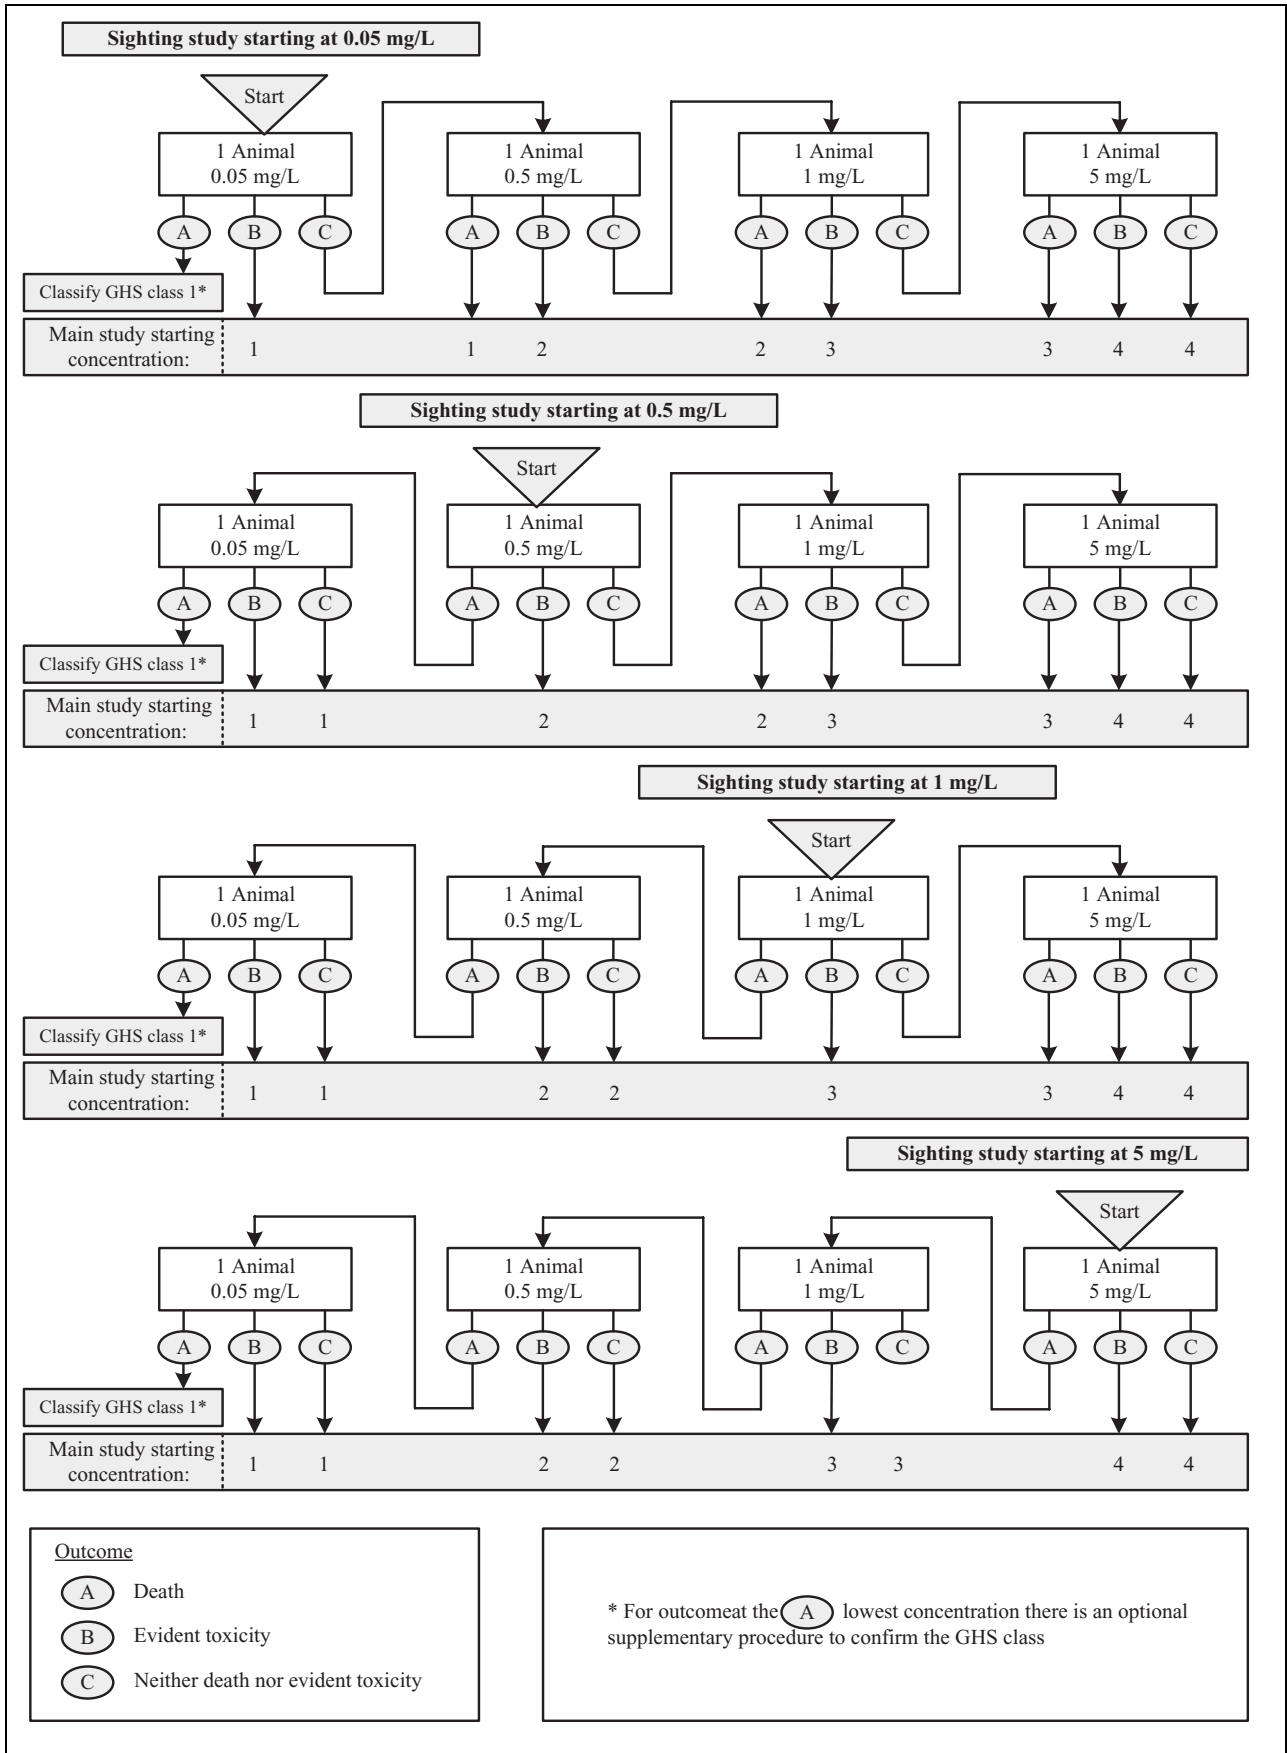 Sighting study starting at 0.05 mg/L
Start
1 Animal
0.05 mg/L
1 Animal
0.5 mg/L
1 Animal
1 mg/L
1 Animal
5 mg/L
A B C A B C A B C A B C
Classify GHS class 1*
Main study starting
concentration:
1 1 2 2 3 3 4 4
Sighting study starting at 0.5 mg/L
Start
1 Animal
0.05 mg/L
1 Animal
0.5 mg/L
1 Animal
1 mg/L
1 Animal
5 mg/L
A B C A B C A B C A B C
Classify GHS class 1*
Main study starting
concentration:
1 1 2 2 3 3 4 4
Sighting study starting at 1 mg/L
Start
1 Animal
0.05 mg/L
1 Animal
0.5 mg/L
1 Animal
1 mg/L
1 Animal
5 mg/L
A B C A B C A B C A B C
Classify GHS class 1*
Main study starting
concentration:
1 1 2 2 3 3 4 4
Sighting study starting at 5 mg/L
Start
1 Animal
0.05 mg/L
1 Animal
0.5 mg/L
1 Animal
1 mg/L
1 Animal
5 mg/L
A B C A B C A B C A B C
Classify GHS class 1*
Main study starting
concentration:
1 1 2 2 3 3 4 4
Outcome
A Death
B Evident toxicity
C Neither death nor evident toxicity
* For outcomeat the A lowest concentration there is an optional
supplementary procedure to confirm the GHS class